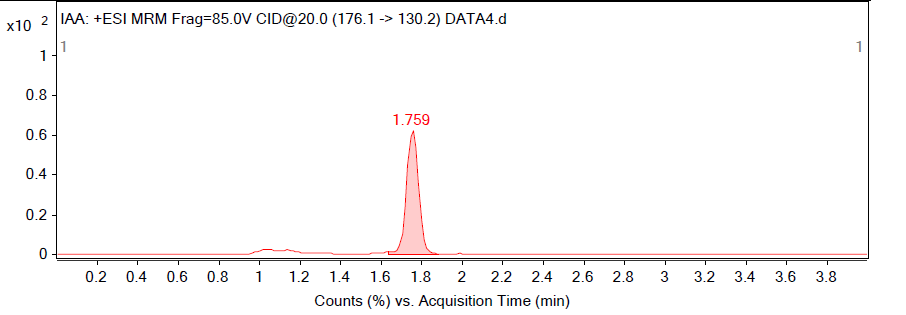 IAA: +ESI MRM Frag=85.0V CID@20.0 (176.1 -> 130.2) DATA4.d
x10 2
1 1
1
0.8
1.759
0.6
0.4
0.2
0
0.2 0.4 0.6 0.8 1 1.2 1.4 1.6 1.8 2 2.2 2.4 2.6 2.8 3 3.2 3.4 3.6 3.8
Counts (%) vs. Acquisition Time (min)